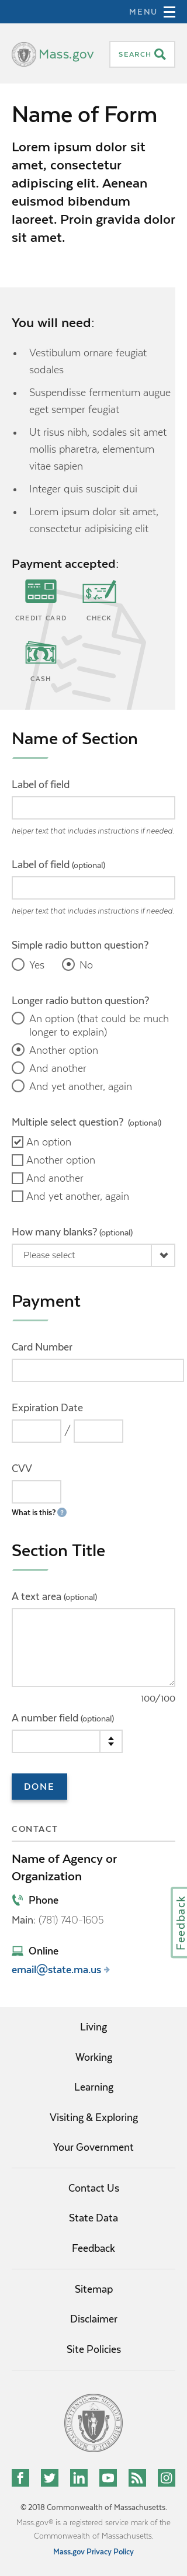 MENU
Mass.gov
SEARCH
Name of Form
Lorem ipsum dolor sit
amet, consectetur
adipiscing elit. Aenean
euismod bibendum
laoreet. Proin gravida dolor
sit amet.
You will need:
• Vestibulum ornare feugiat
sodales
• Suspendisse fermentum augue
eget semper feugiat
• Ut risus nibh, sodales sit amet
mollis pharetra, elementum
vitae sapien
• Integer quis suscipit dui
• Lorem ipsum dolor sit amet,
consectetur adipisicing elit
Payment accepted:
CREDIT CARD CHECK
CASH
Name of Section
Label of field
helper text that includes instructions if needed.
Label of field (optional)
helper text that includes instructions if needed.
Simple radio button question?
Yes No
Longer radio button question?
An option (that could be much
longer to explain)
Another option
And another
And yet another, again
Multiple select question? (optional)
An option
Another option
And another
And yet another, again
How many blanks? (optional)
Please select
Payment
Card Number
Expiration Date
/
CVV
What is this? ?
Section Title
A text area (optional)
100/100
A number field (optional)
DONE
CONTACT
Name of Agency or
Organization
Phone
Main: (781) 740-1605
Feedback
Online
email@state.ma.us
Living
Working
Learning
Visiting & Exploring
Your Government
Contact Us
State Data
Feedback
Sitemap
Disclaimer
Site Policies
© 2018 Commonwealth of Massachusetts.
Mass.gov® is a registered service mark of the
Commonwealth of Massachusetts.
Mass.gov Privacy Policy